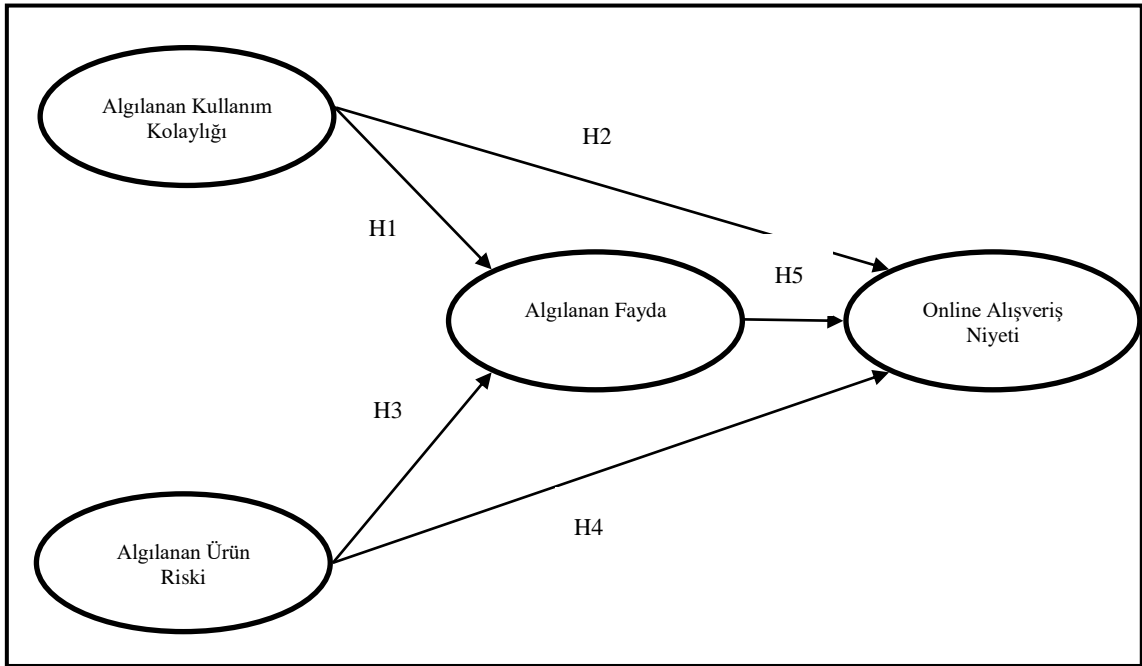 Algılanan Kullanım
Kolaylığı
H2
H1
H5
Algılanan Fayda
Online Alışveriş
Niyeti
H3
H4
Algılanan Ürün
Riski